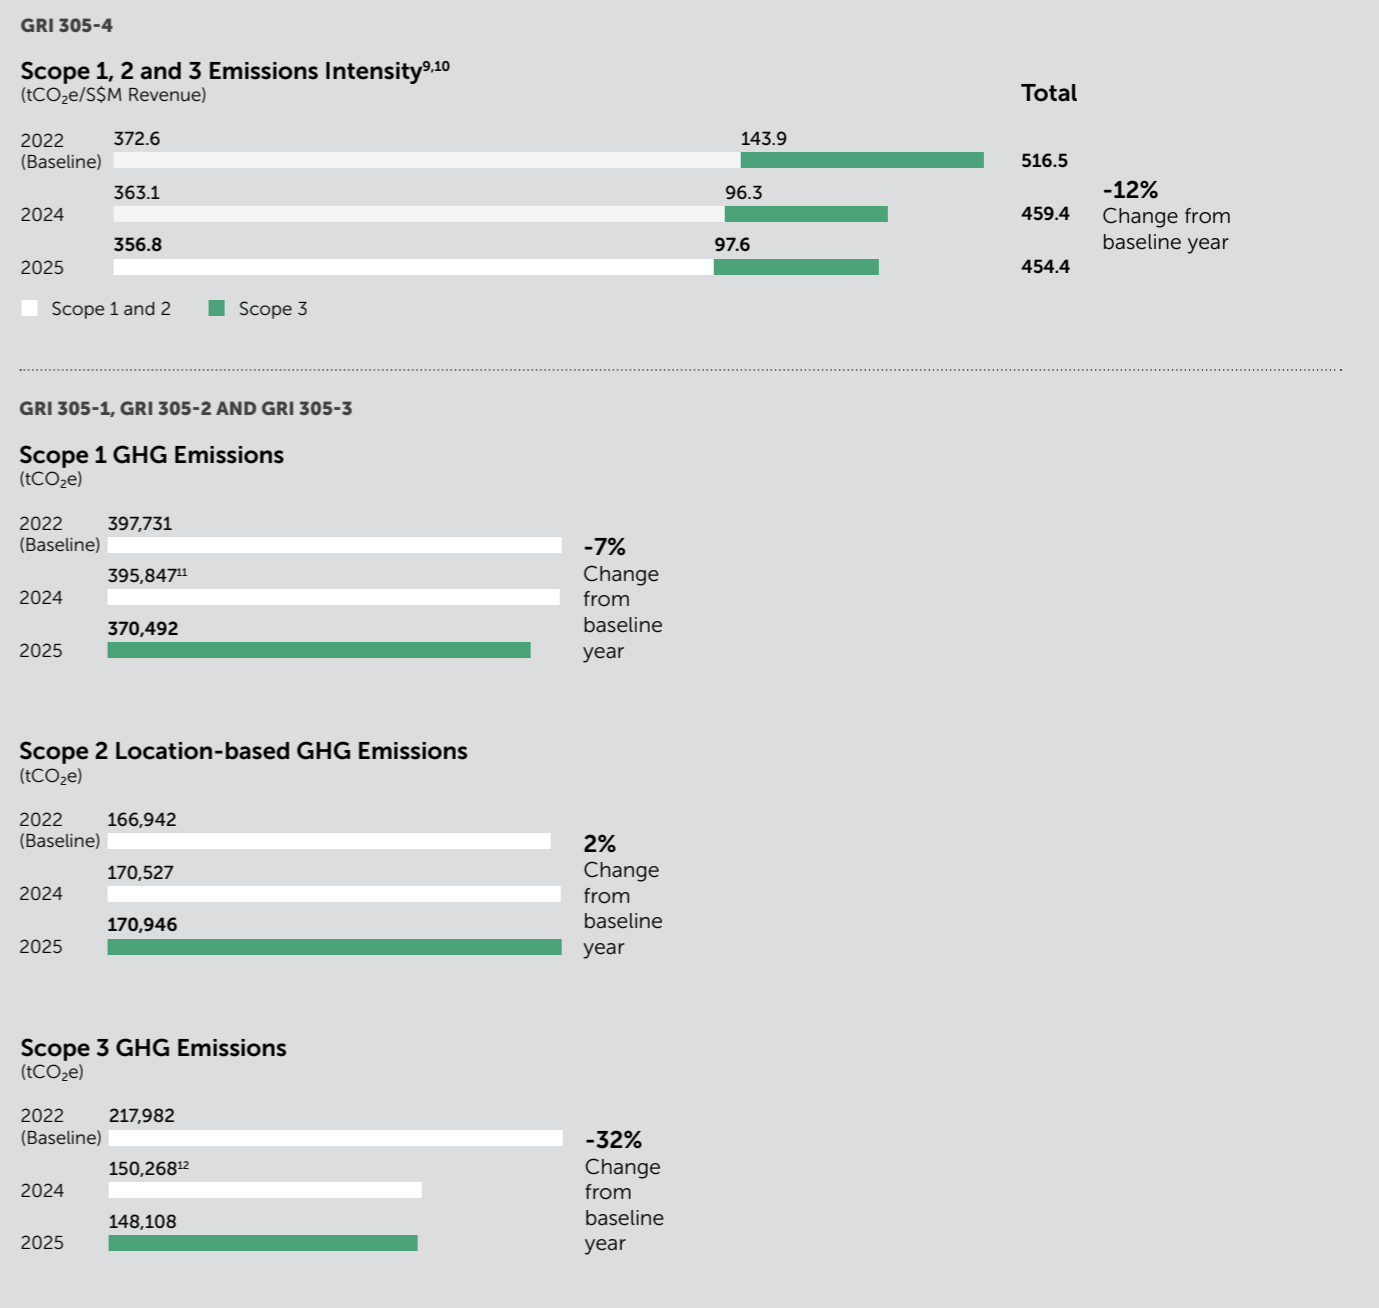 GRI 305-4
Scope 1, 2 and 3 Emissions Intensity⁹,¹⁰
(tCO₂e/S$M Revenue)
Total
2022
(Baseline)
372.6
143.9
516.5
2024
363.1
96.3
459.4
2025
356.8
97.6
454.4
-12%
Change from
baseline year
Scope 1 and 2
Scope 3
GRI 305-1, GRI 305-2 AND GRI 305-3
Scope 1 GHG Emissions
(tCO₂e)
2022
(Baseline)
397,731
2024
395,847¹¹
2025
370,492
-7%
Change
from
baseline
year
Scope 2 Location-based GHG Emissions
(tCO₂e)
2022
(Baseline)
166,942
2024
170,527
2025
170,946
2%
Change
from
baseline
year
Scope 3 GHG Emissions
(tCO₂e)
2022
(Baseline)
217,982
2024
150,268¹²
2025
148,108
-32%
Change
from
baseline
year